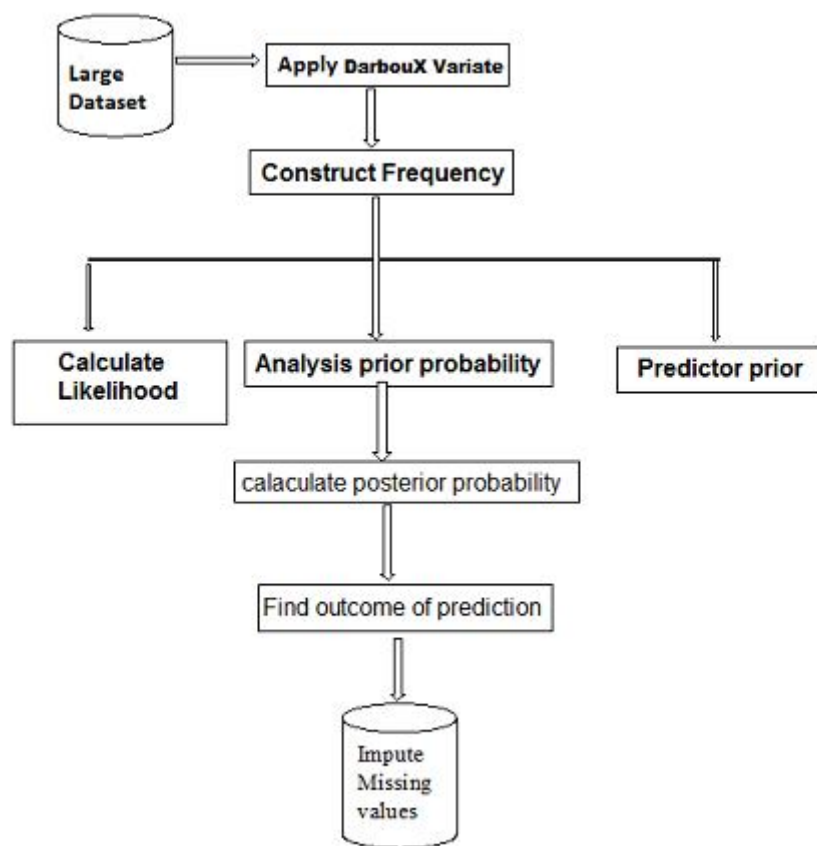 Large
Dataset
Apply DarbouX Variate
Construct Frequency
Calculate
Likelihood
Analysis prior probability
Predictor prior
calaculate posterior probability
Find outcome of prediction
Impute
Missing
values